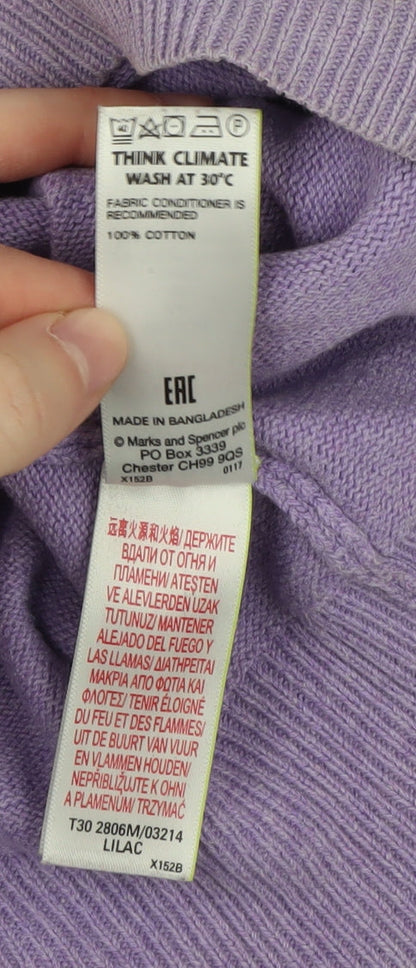 40 P
THINK CLIMATE
WASH AT 30°C
FABRIC CONDITIONER IS
RECOMMENDED
100% COTTON
EAC
MADE IN BANGLADESH
© Marks and Spencer plc
PO Box 3339
Chester CH99 9QS
X152B 0117
远离火源和火焰/ ДЕРЖИТЕ
ВДАЛИ ОТ ОГНЯ И
ПЛАМЕНИ/ ATEŞTEN
VE ALEVLERDEN UZAK
TUTUNUZ/ MANTENER
ALEJADO DEL FUEGO Y
LAS LLAMAS/ ΔΙΑΤΗΡΕΙΤΑΙ
ΜΑΚΡΙΑ ΑΠΟ ΦΩΤΙΑ ΚΑΙ
ΦΛΟΓΕΣ/ TENIR ÉLOIGNÉ
DU FEU ET DES FLAMMES/
UIT DE BUURT VAN VUUR
EN VLAMMEN HOUDEN/
NEPŘIBLIŽUJTE K OHNI
A PLAMENŮM/ TRZYMAĆ
T30 2806M/03214
LILAC
X152B